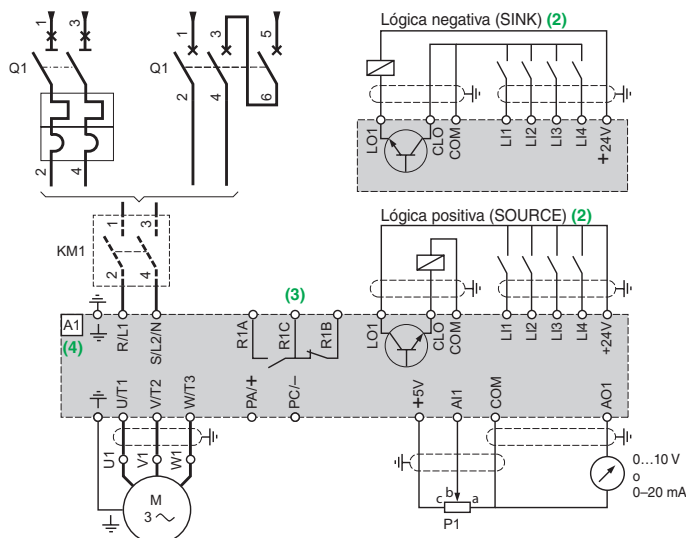 1
3
Q1
2
4
1
3
5
Q1
2
4
6
Lógica negativa (SINK) (2)
LO1
CLO
COM
LI1
LI2
LI3
LI4
+24V
1
3
KM1
2
4
Lógica positiva (SOURCE) (2)
A1
(4)
R/L1
S/L2/N
(3)
R1A
R1C
R1B
LO1
CLO
COM
LI1
LI2
LI3
LI4
+24V
U/T1
V/T2
W/T3
PA/+
PC/–
+5V
AI1
COM
AO1
U1
V1
W1
M
3
c
b
a
P1
0...10 V
o
0–20 mA